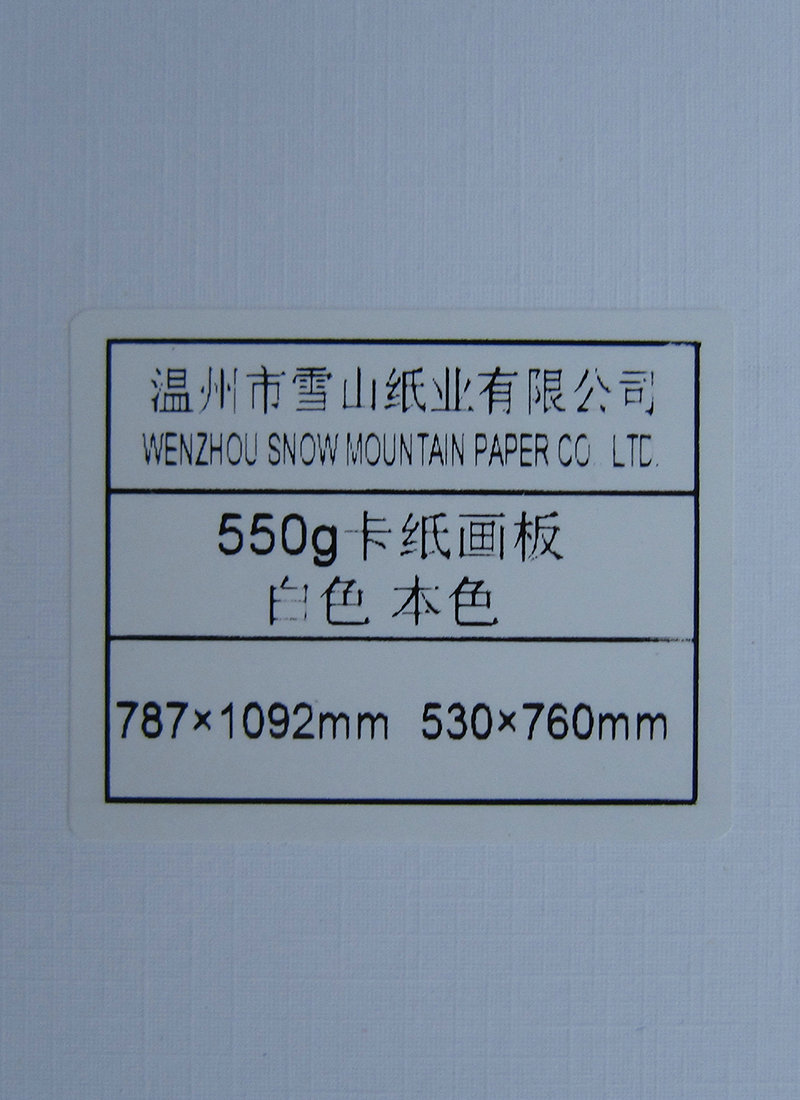 温州市雪山纸业有限公司
WENZHOU SNOW MOUNTAIN PAPER CO. LTD.
550g卡纸画板
白色 本色
787×1092mm 530×760mm